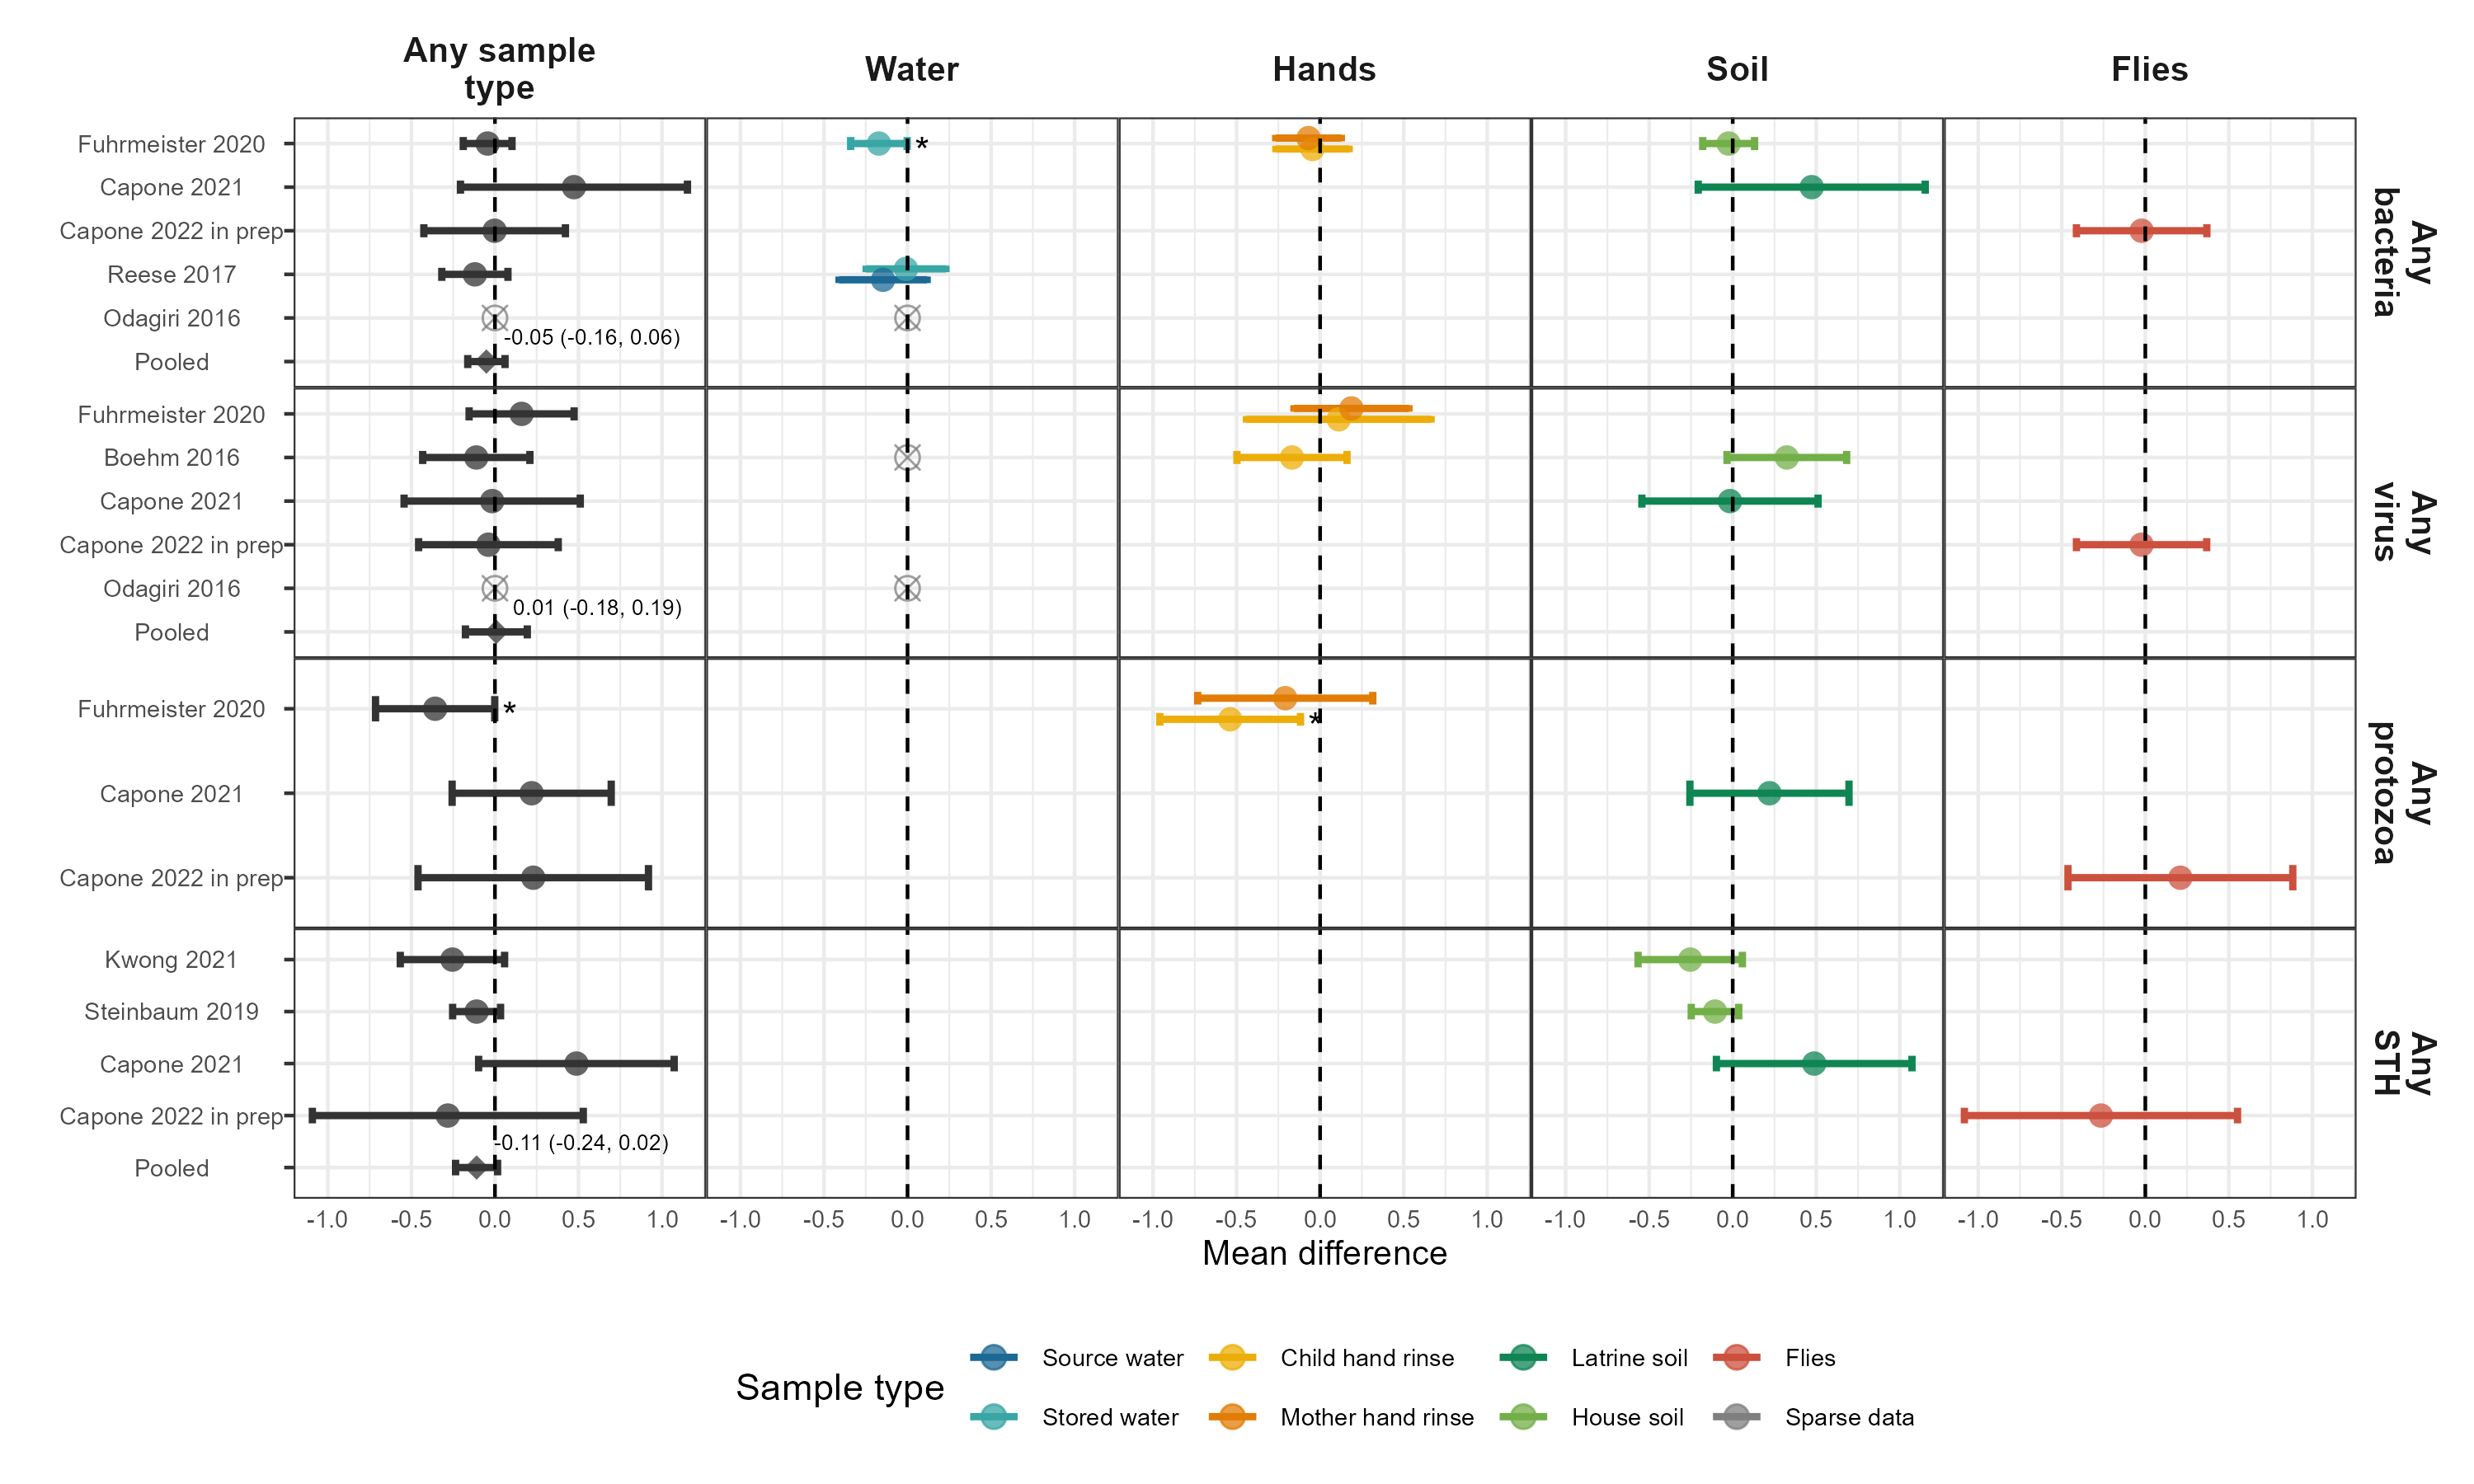 Any sample
type
Water
Hands
Soil
Flies
Fuhrmeister 2020
*
Capone 2021
Capone 2022 in prep
Reese 2017
Odagiri 2016
-0.05 (-0.16, 0.06)
Pooled
Any
bacteria
Fuhrmeister 2020
Boehm 2016
Capone 2021
Capone 2022 in prep
Odagiri 2016
0.01 (-0.18, 0.19)
Pooled
Any
virus
Fuhrmeister 2020
*
*
Capone 2021
Capone 2022 in prep
Any
protozoa
Kwong 2021
Steinbaum 2019
Capone 2021
Capone 2022 in prep
-0.11 (-0.24, 0.02)
Pooled
Any
STH
-1.0 -0.5 0.0 0.5 1.0 -1.0 -0.5 0.0 0.5 1.0 -1.0 -0.5 0.0 0.5 1.0 -1.0 -0.5 0.0 0.5 1.0 -1.0 -0.5 0.0 0.5 1.0
Mean difference
Sample type
Source water Child hand rinse Latrine soil Flies
Stored water Mother hand rinse House soil Sparse data